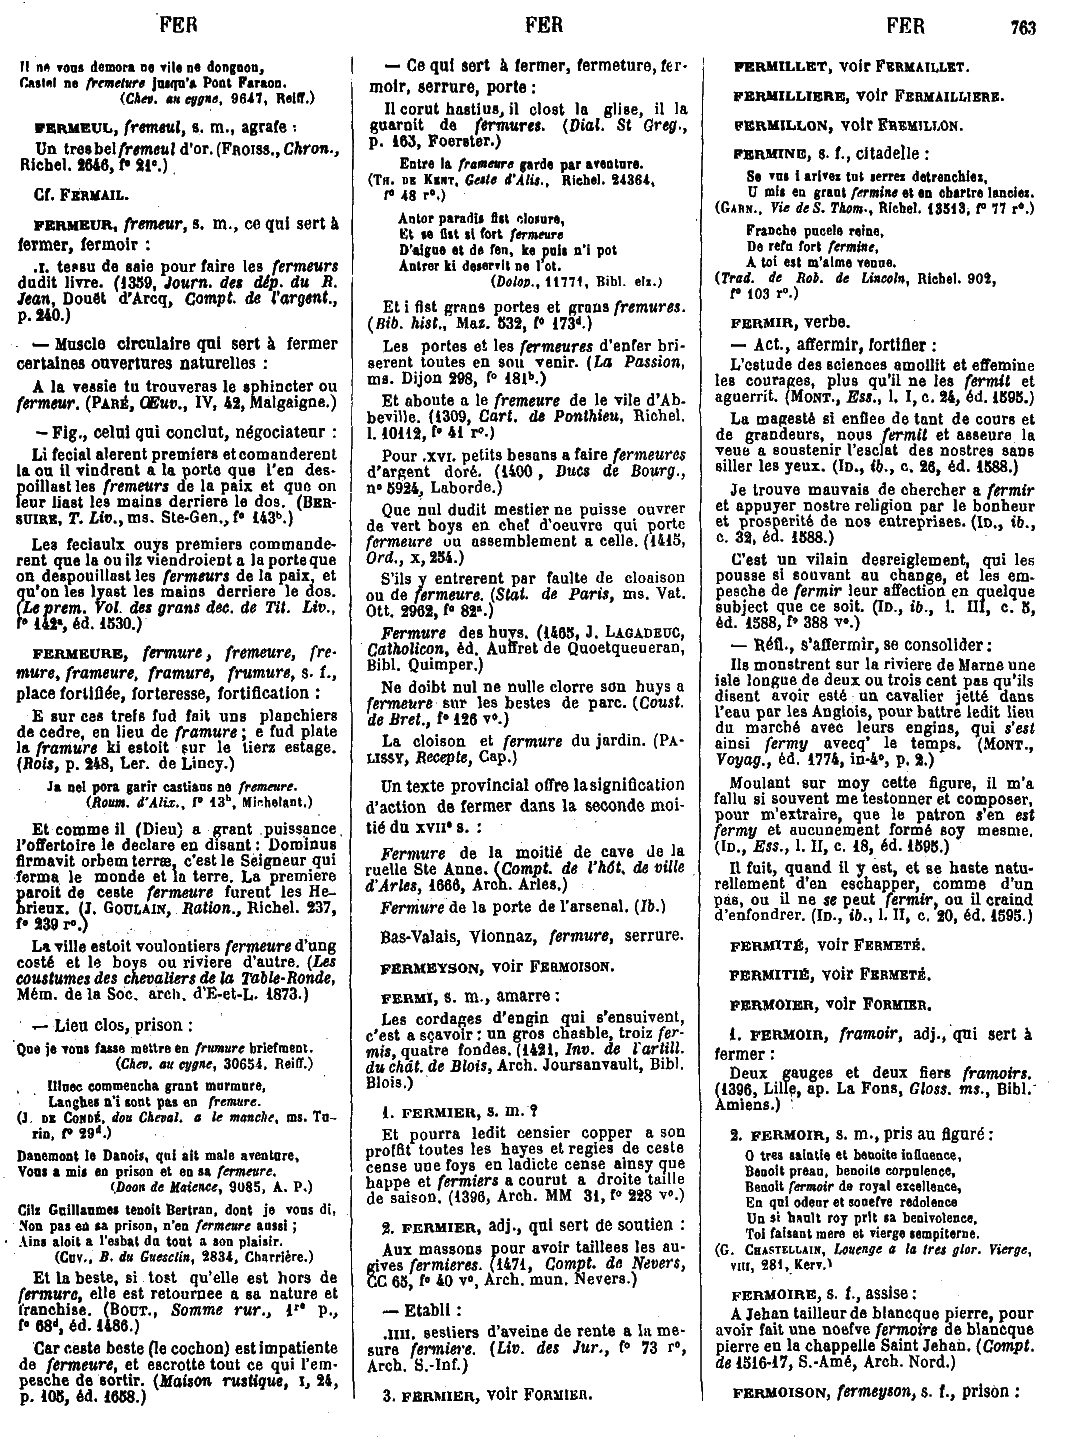 FER
FER
FER
763
Il ne vous demora ne vile ne dongnon,
Castel ne fremeture jusqu'a Pont Faraon.
(Chev. au cygne, 9647, Reiff.)
FERMEUL, fremeul, s. m., agrafe :
Un tres bel fremeul d'or. (FROISS., Chron.,
Richel. 2646, f° 21c.)
Cf. FERMAIL.
FERMEUR, fremeur, s. m., ce qui sert à
fermer, fermoir :
.I. tessu de saie pour faire les fermeurs
dudit livre. (1359, Journ. des dép. du R.
Jean, Douët d'Arcq, Compt. de l'argent.,
p. 240.)
— Muscle circulaire qui sert à fermer
certaines ouvertures naturelles :
A la vessie tu trouveras le sphincter ou
fermeur. (PARÉ, Œuv., IV, 42, Malgaigne.)
— Fig., celui qui conclut, négociateur :
Li fecial alerent premiers et comanderent
la ou il vindrent a la porte que l'en des-
poillast les fremeurs de la paix et que on
leur liast les mains derriere le dos. (BER-
SUIRE, T. Liv., ms. Ste-Gen., f° 143b.)
Les feciaulx ouys premiers commande-
rent que la ou ilz viendroient a la porte que
on despouillast les fermeurs de la paix, et
qu'on les lyast les mains derriere le dos.
(Le prem. Vol. des grans dec. de Tit. Liv.,
f° 142a, éd. 1530.)
FERMEURE, fermure, fremeure, fre-
mure, frameure, framure, frumure, s. f.,
place fortifiée, forteresse, fortification :
E sur ces trefs fud fait uns planchiers
de cedre, en lieu de framure ; e fud plate
la framure ki estoit sur le tierz estage.
(Rois, p. 248, Ler. de Lincy.)
Ja nel pora garir castiaus ne fremeure.
(Roum. d'Alix., f° 13b, Michelant.)
Et comme il (Dieu) a grant puissance
l'offertoire le declare en disant : Dominus
firmavit orbem terræ, c'est le Seigneur qui
ferma le monde et la terre. La premiere
paroit de ceste fermeure furent les He-
brieux. (J. GOULAIN, Ration., Richel. 237,
f° 239 r°.)
La ville estoit voulontiers fermeure d'ung
costé et le boys ou riviere d'autre. (Les
coustumes des chevaliers de la Table-Ronde,
Mém. de la Soc. arch. d'E-et-L. 1873.)
— Lieu clos, prison :
Que je vous fasse mettre en frumure briefment.
(Chev. au cygne, 30654, Reiff.)
Illuec commencha grant murmure,
Langhes n'i sont pas en fremure.
(J. DE CONDÉ, dou Cheval. a le manche, ms. Tu-
rin, f° 29d.)
Danemont le Danois, qui ait male aventure,
Vous a mis en prison et en sa fermeure.
(Doon de Maience, 9085, A. P.)
Cilz Guillaumes tenoit Bertran, dont je vous di,
Non pas en sa prison, n'en fermeure aussi ;
Ains aloit a l'esbat du tout a son plaisir.
(CUV., B. du Guesclin, 2834, Charrière.)
Et la beste, si tost qu'elle est hors de
fermure, elle est retournee a sa nature et
franchise. (BOUT., Somme rur., 1re p.,
f° 68d, éd. 1486.)
Car ceste beste (le cochon) est impatiente
de fermeure, et escrotte tout ce qui l'em-
pesche de sortir. (Maison rustique, I, 24,
p. 105, éd. 1658.)
— Ce qui sert à fermer, fermeture, fer-
moir, serrure, porte :
Il corut hastius, il clost la glise, il la
guarnit de fermures. (Dial. St Greg.,
p. 163, Foerster.)
Entre la frameure garde par aventure.
(TH. DE KENT, Geste d'Alis., Richel. 24364,
f° 48 r°.)
Antor paradis fist closure,
Et se fist si fort fermeure
D'aigue et de feu, ke puis n'i pot
Antrer ki deservit ne l'ot.
(Dolop., 11771, Bibl. elz.)
Et i fist grans portes et grans fremures.
(Bib. hist., Maz. 532, f° 173d.)
Les portes et les fermeures d'enfer bri-
serent toutes en sou venir. (La Passion,
ms. Dijon 298, f° 181b.)
Et aboute a le fremeure de le vile d'Ab-
beville. (1309, Cart. de Ponthieu, Richel.
l. 10112, f° 41 r°.)
Pour .XVI. petits besans a faire fermeures
d'argent doré. (1400, Ducs de Bourg.,
n° 5924, Laborde.)
Que nul dudit mestier ne puisse ouvrer
de vert boys en chef d'oeuvre qui porte
fermeure ou assemblement a celle. (1415,
Ord., X, 254.)
S'ils y entrerent par faulte de cloaison
ou de fermeure. (Stat. de Paris, ms. Vat.
Ott. 2962, f° 82a.)
Fermure des huys. (1465, J. LAGADEUC,
Catholicon, éd. Auffret de Quoetqueueran,
Bibl. Quimper.)
Ne doibt nul ne nulle clorre son huys a
fermeure sur les bestes de parc. (Coust.
de Bret., f° 126 v°.)
La cloison et fermure du jardin. (PA-
LISSY, Recepte, Cap.)
Un texte provincial offre la signification
d'action de fermer dans la seconde moi-
tié du XVIIe s. :
Fermure de la moitié de cave de la
ruelle Ste Anne. (Compt. de l'hôt. de ville
d'Arles, 1666, Arch. Arles.)
Fermure de la porte de l'arsenal. (Ib.)
Bas-Valais, Vionnaz, fermure, serrure.
FERMEYSON, voir FERMOISON.
FERMI, s. m., amarre :
Les cordages d'engin qui s'ensuivent,
c'est a sçavoir : un gros chasble, troiz fer-
mis, quatre fondes. (1421, Inv. de l'artill.
du chât. de Blois, Arch. Joursanvault, Bibl.
Blois.)
1. FERMIER, s. m. ?
Et pourra ledit censier copper a son
proffit toutes les hayes et regies de ceste
cense une foys en ladicte cense ainsy que
happe et fermiers a courut a droite taille
de saison. (1396, Arch. MM 31, f° 228 v°.)
2. FERMIER, adj., qui sert de soutien :
Aux massons pour avoir taillees les au-
gives fermieres. (1471, Compt. de Nevers,
CC 65, f° 40 v°, Arch. mun. Nevers.)
— Etabli :
.IIII. sestiers d'aveine de rente a la me-
sure fermiere. (Liv. des Jur., f° 73 r°,
Arch. S.-Inf.)
3. FERMIER, voir FORMIER.
FERMILLET, voir FERMAILLET.
FERMILLIERE, voir FERMAILLIERE.
FERMILLON, voir FREMILLON.
FERMINE, s. f., citadelle :
Se vus i arivez tut serrez detrenchiez,
U mis en grant fermine et en chartre lanciez.
(GARN., Vie de S. Thom., Richel. 13513, f° 77 r°.)
Franche pucele reine,
De refu fort fermine,
A toi est m'alme venue.
(Trad. de Rob. de Lincoln, Richel. 902,
f° 103 r°.)
FERMIR, verbe.
— Act., affermir, fortifier :
L'estude des sciences amollit et effemine
les courages, plus qu'il ne les fermit et
aguerrit. (MONT., Ess., l. I, c. 24, éd. 1595.)
La magesté si enflee de tant de cours et
de grandeurs, nous fermit et asseure la
veue a soustenir l'esclat des nostres sans
siller les yeux. (ID., ib., c. 26, éd. 1588.)
Je trouve mauvais de chercher a fermir
et appuyer nostre religion par le bonheur
et prosperité de nos entreprises. (ID., ib.,
c. 32, éd. 1588.)
C'est un vilain desreiglement, qui les
pousse si souvant au change, et les em-
pesche de fermir leur affection en quelque
subject que ce soit. (ID., ib., l. III, c. 5,
éd. 1588, f° 388 v°.)
— Réfl., s'affermir, se consolider :
Ils monstrent sur la riviere de Marne une
isle longue de deux ou trois cent pas qu'ils
disent avoir esté un cavalier jetté dans
l'eau par les Anglois, pour battre ledit lieu
du marché avec leurs engins, qui s'est
ainsi fermy avecq' le temps. (MONT.,
Voyag., éd. 1774, in-4°, p. 2.)
Moulant sur moy cette figure, il m'a
fallu si souvent me testonner et composer,
pour m'extraire, que le patron s'en est
fermy et aucunement formé soy mesme.
(ID., Ess., l. II, c. 18, éd. 1595.)
Il fuit, quand il y est, et se haste natu-
rellement d'en eschapper, comme d'un
pas, ou il ne se peut fermir, ou il craind
d'enfondrer. (ID., ib., l. II, c. 20, éd. 1595.)
FERMITÉ, voir FERMETÉ.
FERMITIÉ, voir FERMETÉ.
FERMOIER, voir FORMIER.
1. FERMOIR, framoir, adj., qui sert à
fermer :
Deux gauges et deux fiers framoirs.
(1396, Lille, ap. La Fons, Gloss. ms., Bibl.
Amiens.)
2. FERMOIR, s. m., pris au figuré :
O tres salutie et benoite influence,
Benoit preau, benoite corpulence,
Benoit fermoir de royal excellence,
En qui odeur et souefve redolence
Un si hault roy prit sa benivolence,
Toi faisant mere et vierge sempiterne.
(G. CHASTELLAIN, Louenge a la tres glor. Vierge,
VIII, 281, Kerv.)
FERMOIRE, s. f., assise :
A Jehan tailleur de blancque pierre, pour
avoir fait une noefve fermoire de blancque
pierre en la chappelle Saint Jehan. (Compt.
de 1516-17, S.-Amé, Arch. Nord.)
FERMOISON, fermeyson, s. f., prison :